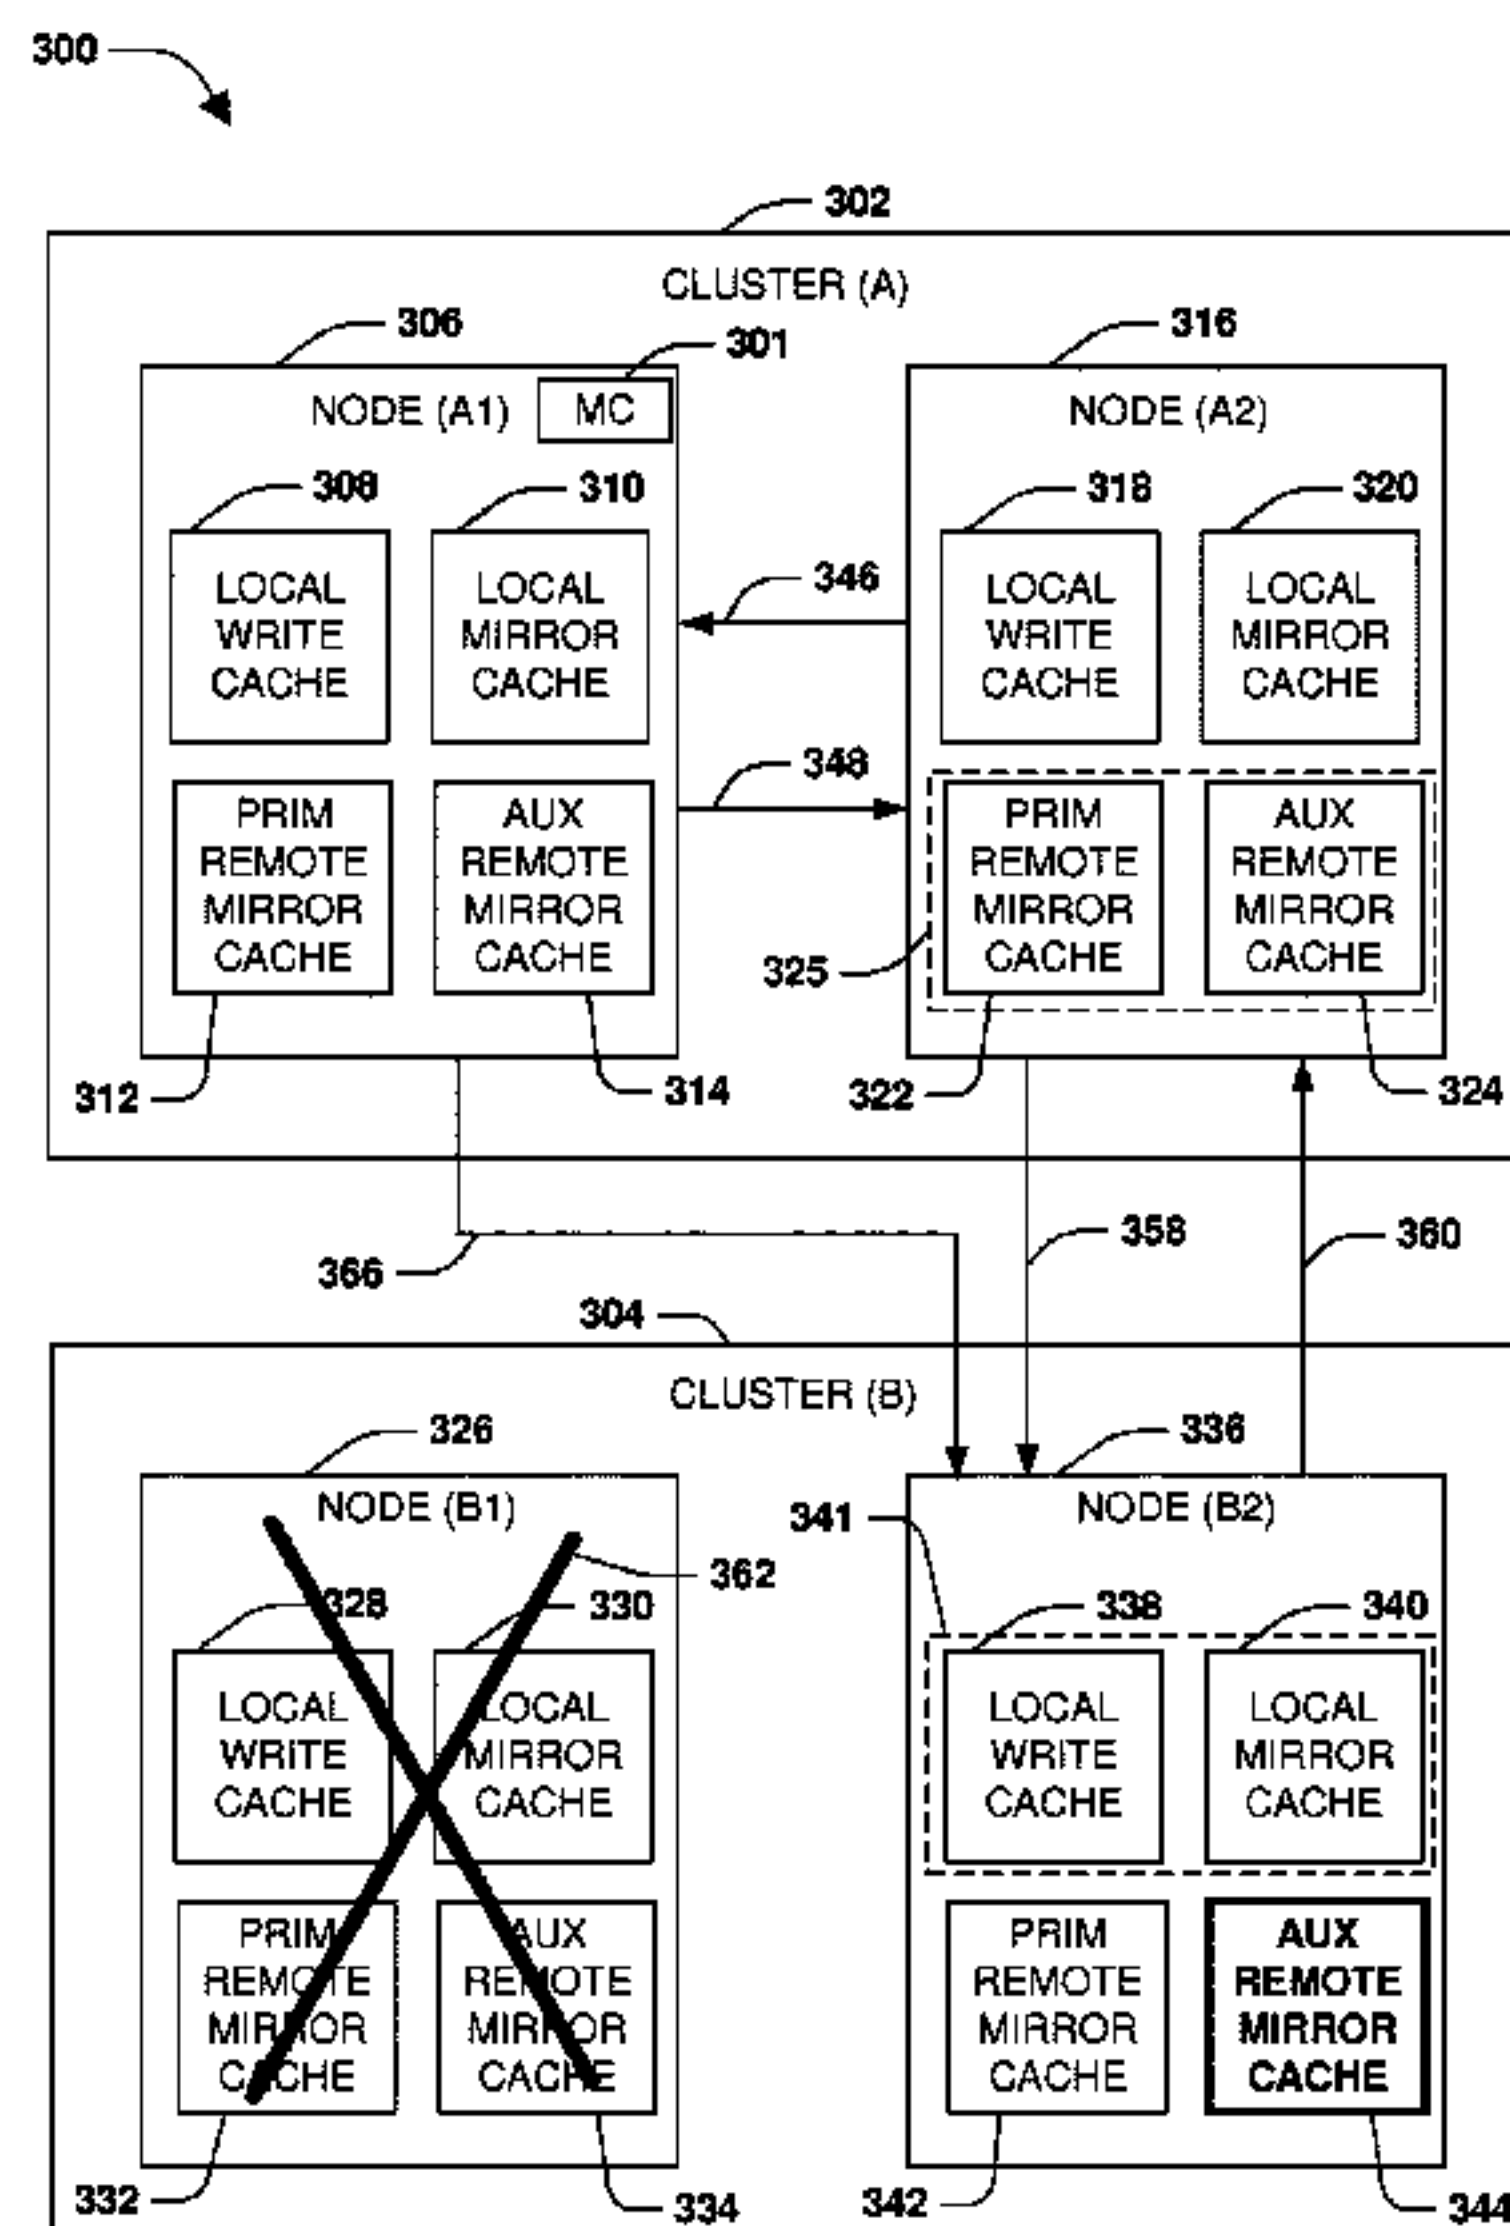 300
302
CLUSTER (A)
306
301
316
NODE (A1)
MC
NODE (A2)
308
310
318
320
LOCAL
WRITE
CACHE
LOCAL
MIRROR
CACHE
346
LOCAL
WRITE
CACHE
LOCAL
MIRROR
CACHE
348
PRIM
REMOTE
MIRROR
CACHE
AUX
REMOTE
MIRROR
CACHE
325
PRIM
REMOTE
MIRROR
CACHE
AUX
REMOTE
MIRROR
CACHE
312
314
322
324
366
358
360
304
CLUSTER (B)
326
336
NODE (B1)
341
NODE (B2)
362
328
330
338
340
LOCAL
WRITE
CACHE
LOCAL
MIRROR
CACHE
LOCAL
WRITE
CACHE
LOCAL
MIRROR
CACHE
PRIM
REMOTE
MIRROR
CACHE
AUX
REMOTE
MIRROR
CACHE
PRIM
REMOTE
MIRROR
CACHE
AUX
REMOTE
MIRROR
CACHE
332
334
342
344